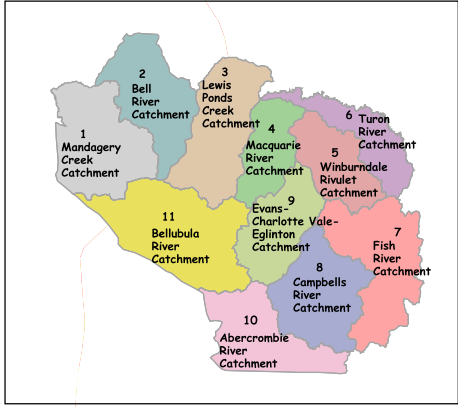 1
Mandagery
Creek
Catchment
2
Bell
River
Catchment
3
Lewis
Ponds
Creek
Catchment
4
Macquarie
River
Catchment
5
Winburndale
Rivulet
Catchment
6
Turon
River
Catchment
7
Fish
River
Catchment
8
Campbells
River
Catchment
9
Evans-
Charlotte Vale-
Eglinton
Catchment
10
Abercrombie
River
Catchment
11
Bellubula
River
Catchment